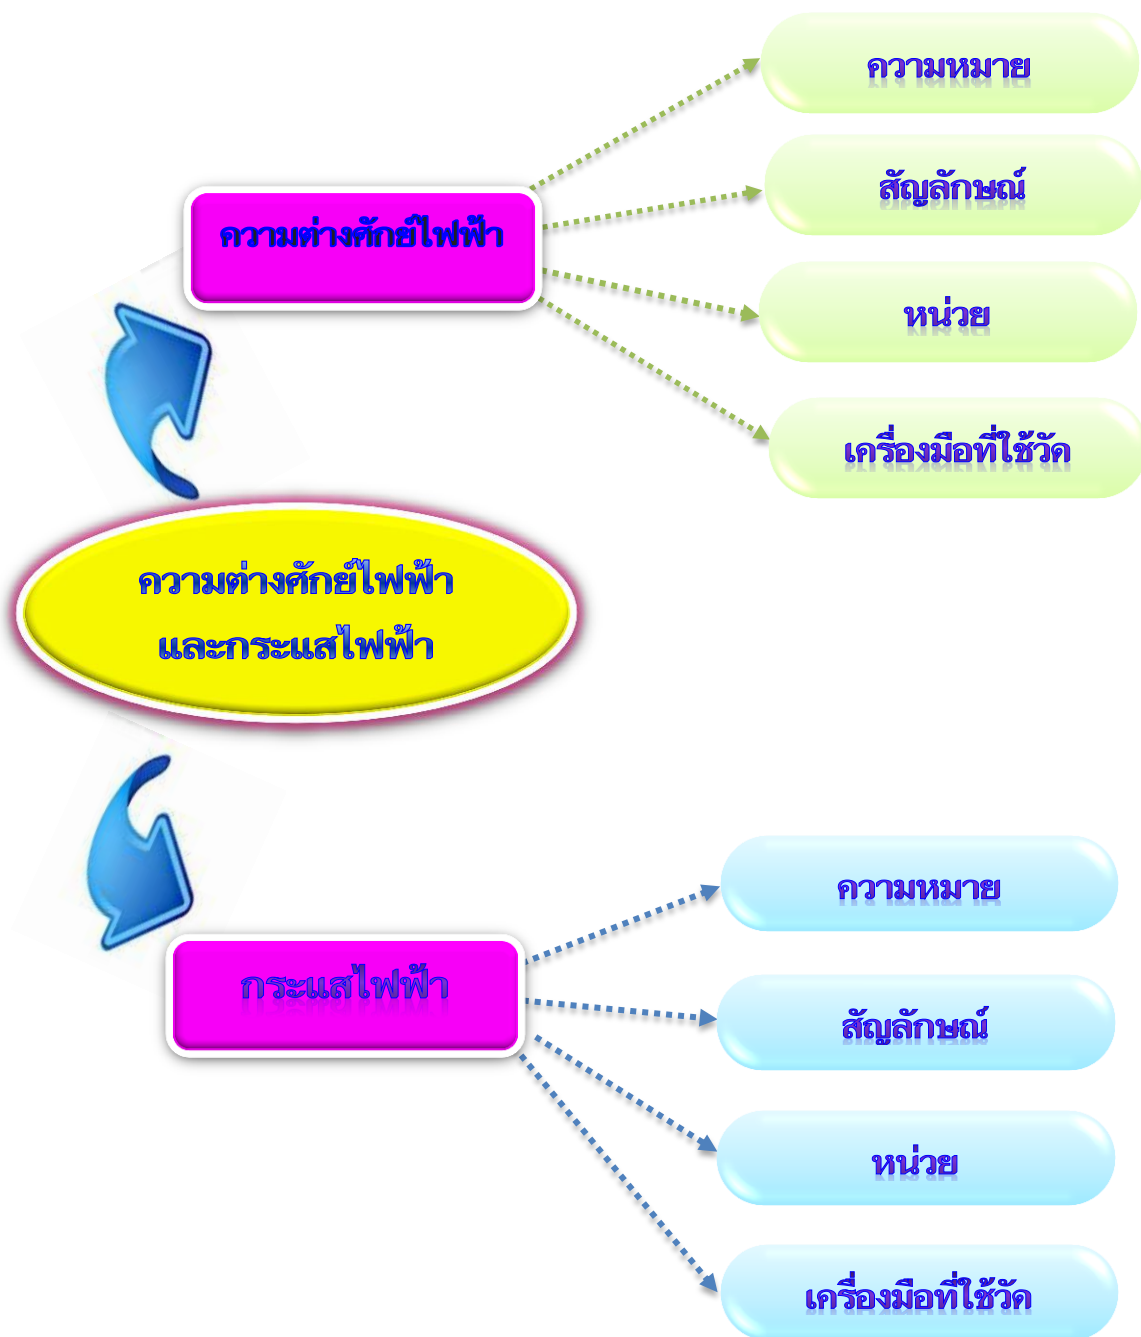 ความหมาย
สัญลักษณ์
ความต่างศักย์ไฟฟ้า
หน่วย
เครื่องมือที่ใช้วัด
ความต่างศักย์ไฟฟ้า
และกระแสไฟฟ้า
ความหมาย
กระแสไฟฟ้า
สัญลักษณ์
หน่วย
เครื่องมือที่ใช้วัด